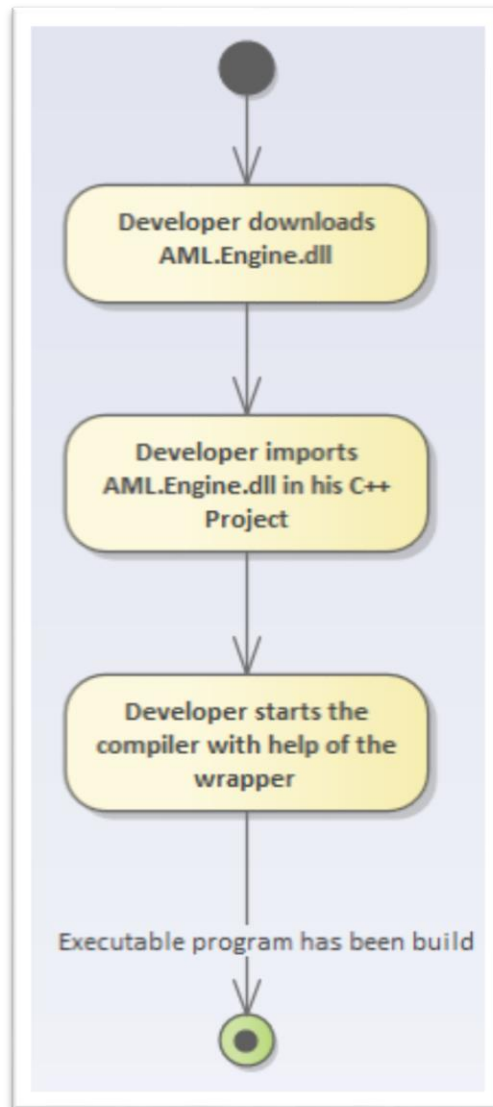 Developer downloads
AML.Engine.dll
Developer imports
AML.Engine.dll in his C++
Project
Developer starts the
compiler with help of the
wrapper
Executable program has been build